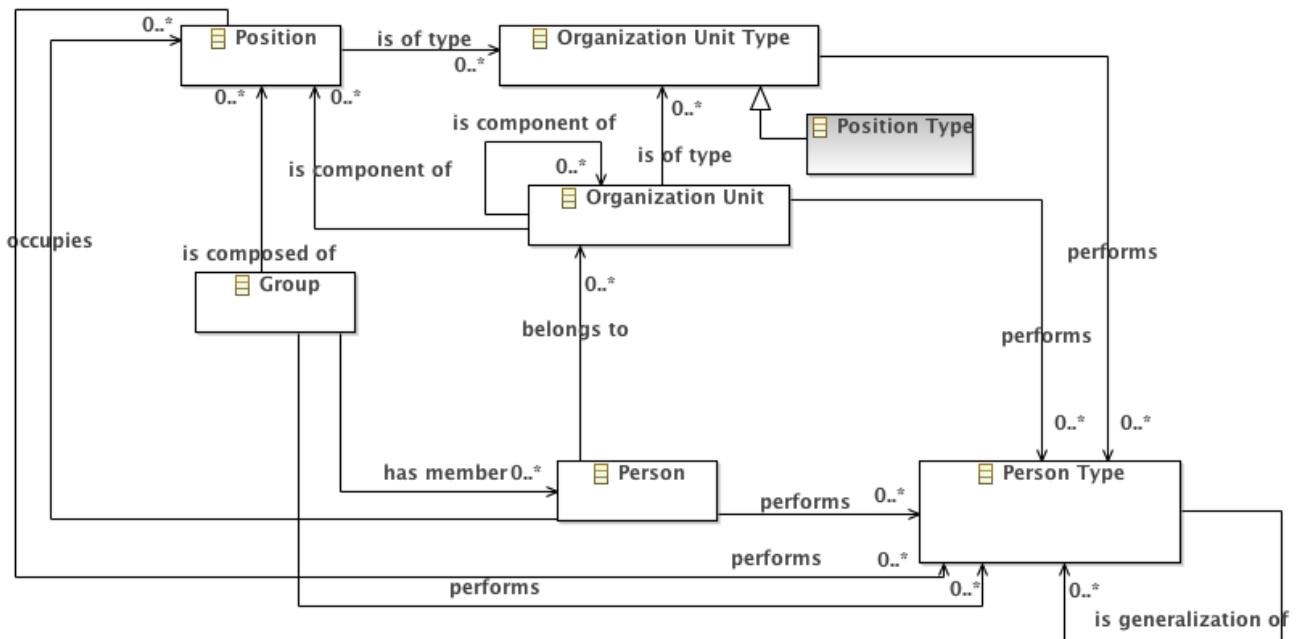 0..*
Position
is of type
0..*
Organization Unit Type
0..*
0..*
is component of
0..*
Position Type
is component of
0..*
is of type
Organization Unit
occupies
is composed of
performs
Group
0..*
belongs to
performs
0..*
0..*
has member 0..*
Person
Person Type
performs
0..*
performs
0..*
performs
0..*
0..*
is generalization of